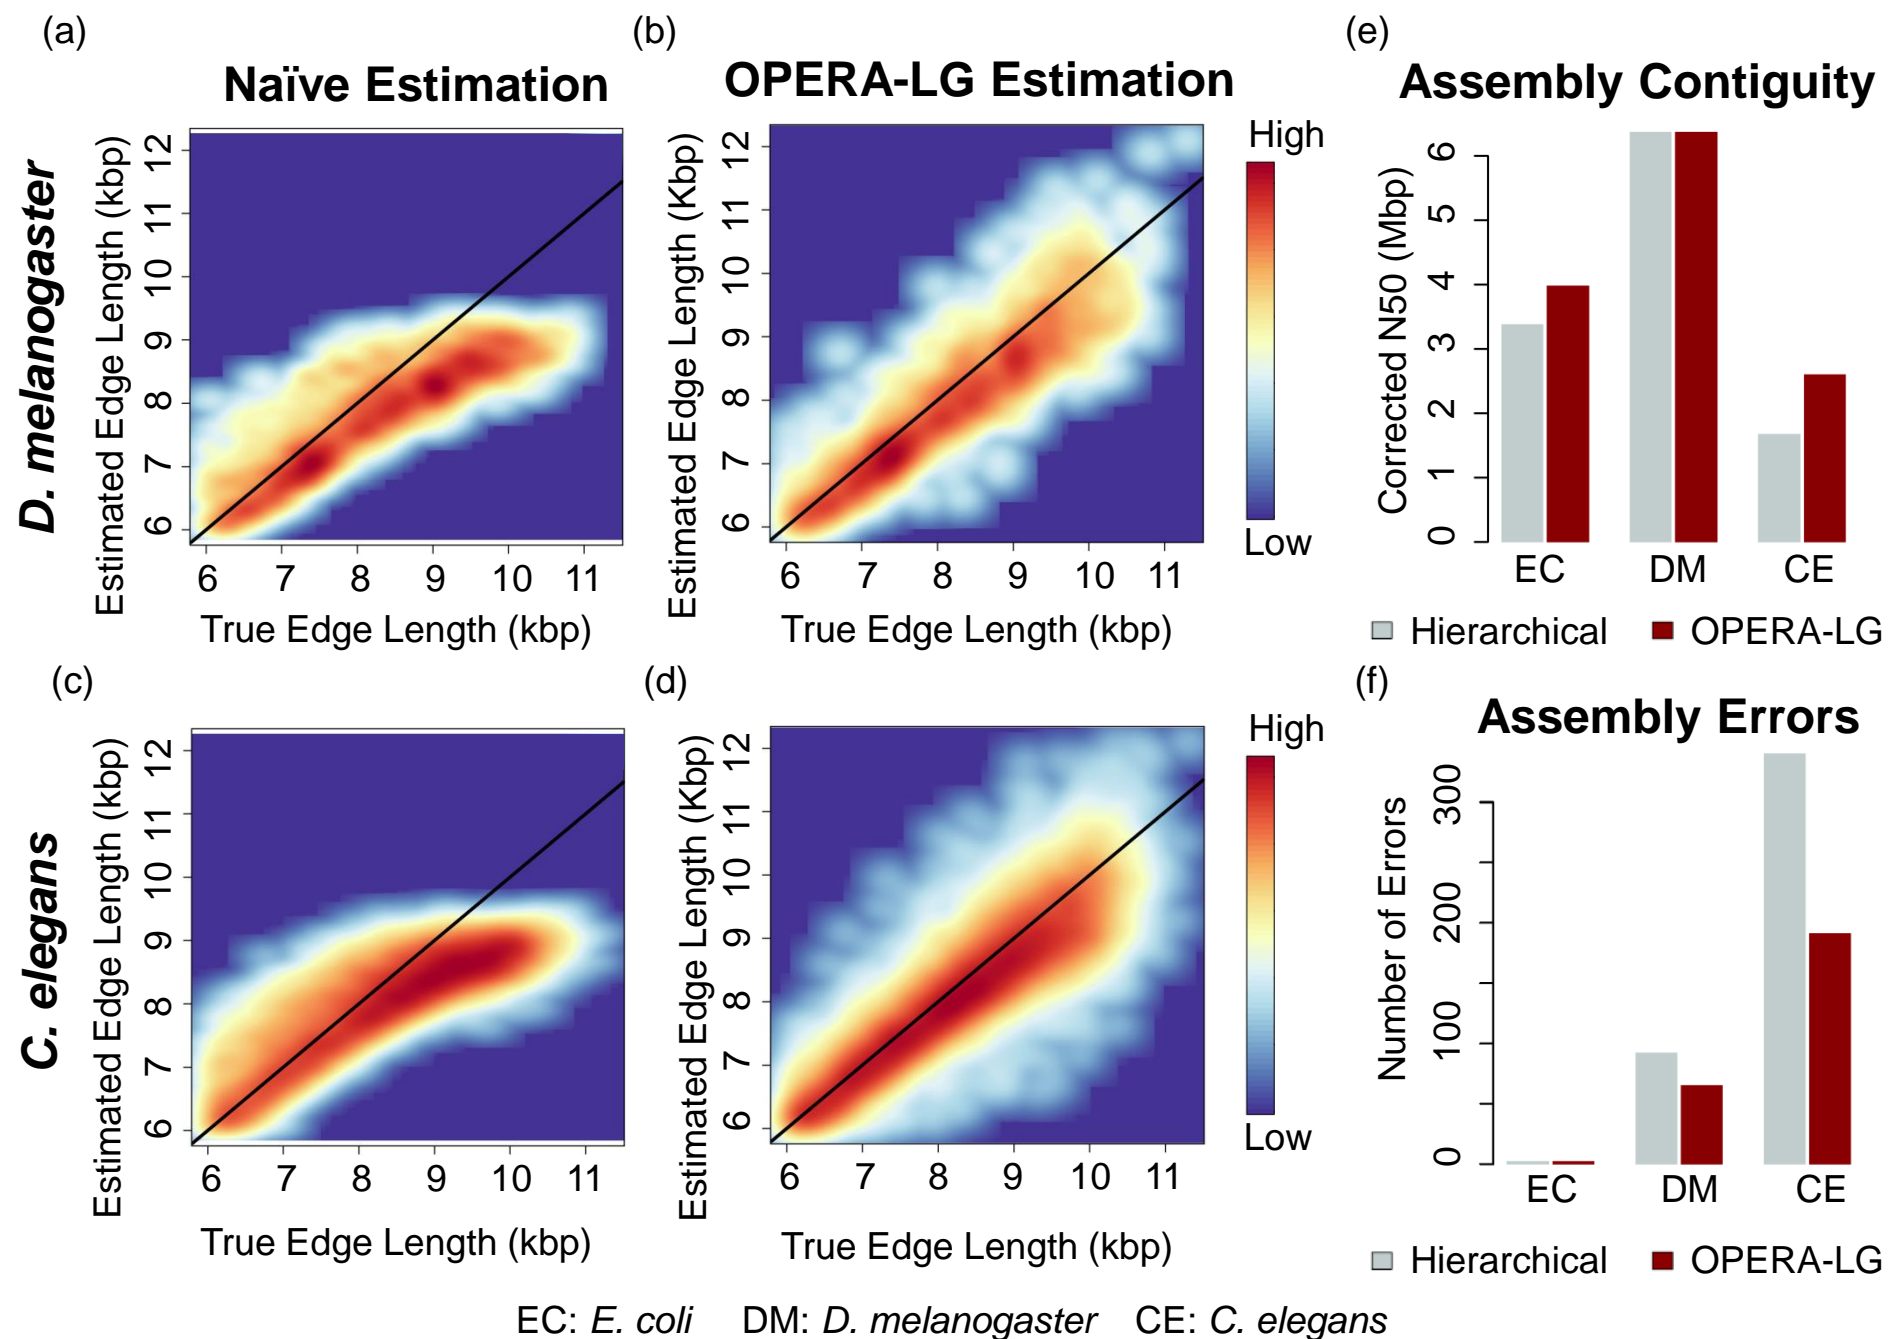 (a)
Naïve Estimation
D. melanogaster
Estimated Edge Length (kbp)
12
11
10
9
8
7
6
6 7 8 9 10 11
True Edge Length (kbp)
(b)
OPERA-LG Estimation
Estimated Edge Length (Kbp)
12
11
10
9
8
7
6
6 7 8 9 10 11
True Edge Length (kbp)
High
Low
(e)
Assembly Contiguity
Corrected N50 (Mbp)
6
5
4
3
2
1
0
EC DM CE
Hierarchical OPERA-LG
(c)
C. elegans
Estimated Edge Length (kbp)
12
11
10
9
8
7
6
6 7 8 9 10 11
True Edge Length (kbp)
(d)
Estimated Edge Length (Kbp)
12
11
10
9
8
7
6
6 7 8 9 10 11
True Edge Length (kbp)
High
Low
(f)
Assembly Errors
Number of Errors
300
200
100
0
EC DM CE
Hierarchical OPERA-LG
EC: E. coli DM: D. melanogaster CE: C. elegans